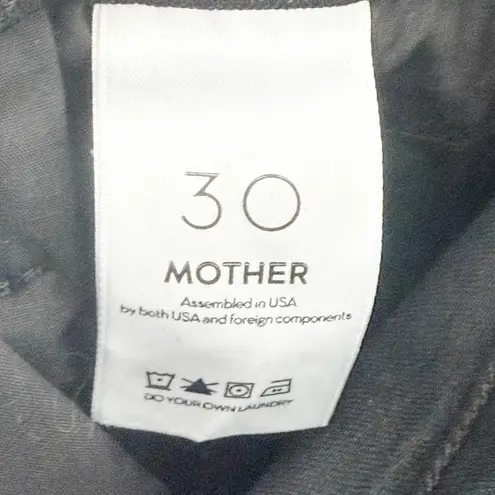 30
MOTHER
Assembled in USA
by both USA and foreign components
DO YOUR OWN LAUNDRY